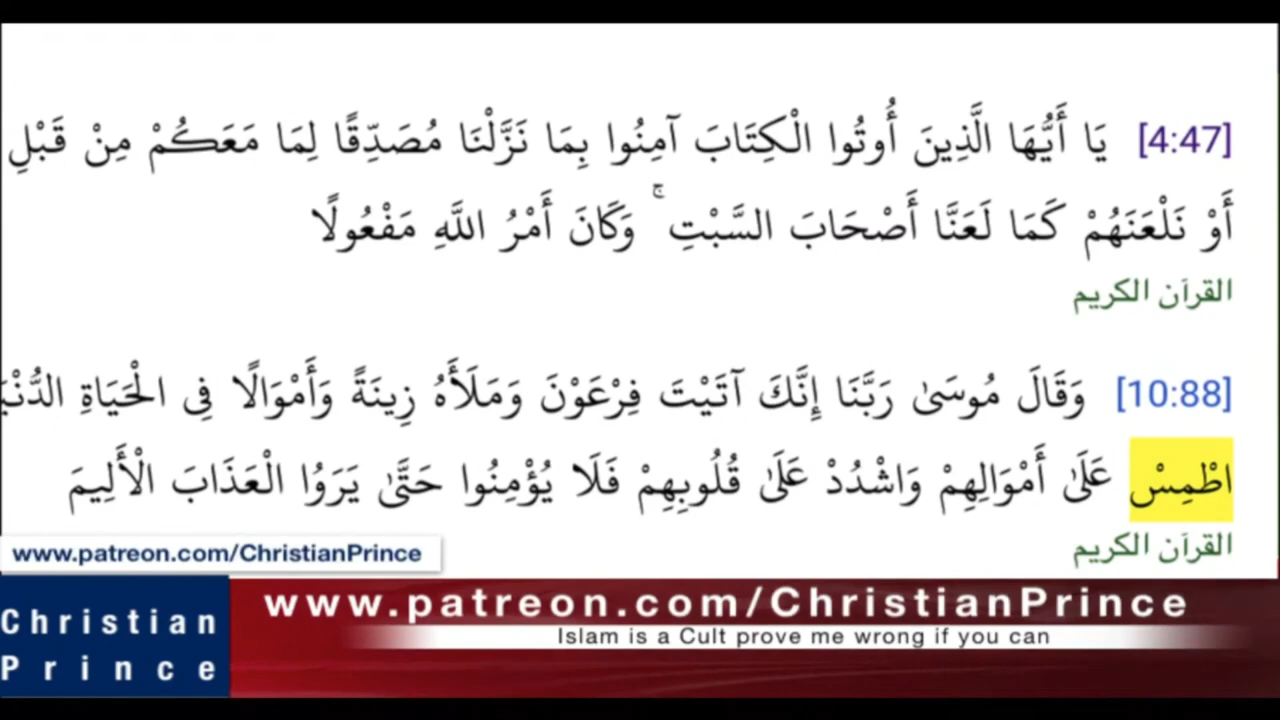 [4:47] يَا أَيُّهَا الَّذِينَ أُوتُوا الْكِتَابَ آمِنُوا بِمَا نَزَّلْنَا مُصَدِّقًا لِمَا مَعَكُمْ مِنْ قَبْلِ
أَوْ نَلْعَنَهُمْ كَمَا لَعَنَّا أَصْحَابَ السَّبْتِ ۚ وَكَانَ أَمْرُ اللَّهِ مَفْعُولًا
القرآن الكريم
[10:88] وَقَالَ مُوسَىٰ رَبَّنَا إِنَّكَ آتَيْتَ فِرْعَوْنَ وَمَلَأَهُ زِينَةً وَأَمْوَالًا فِي الْحَيَاةِ
اطْمِسْ عَلَىٰ أَمْوَالِهِمْ وَاشْدُدْ عَلَىٰ قُلُوبِهِمْ فَلَا يُؤْمِنُوا حَتَّىٰ يَرَوُا الْعَذَابَ الْأَلِيمَ
القرآن الكريم
www.patreon.com/ChristianPrince
www.patreon.com/ChristianPrince
Islam is a Cult prove me wrong if you can
Christian
Prince